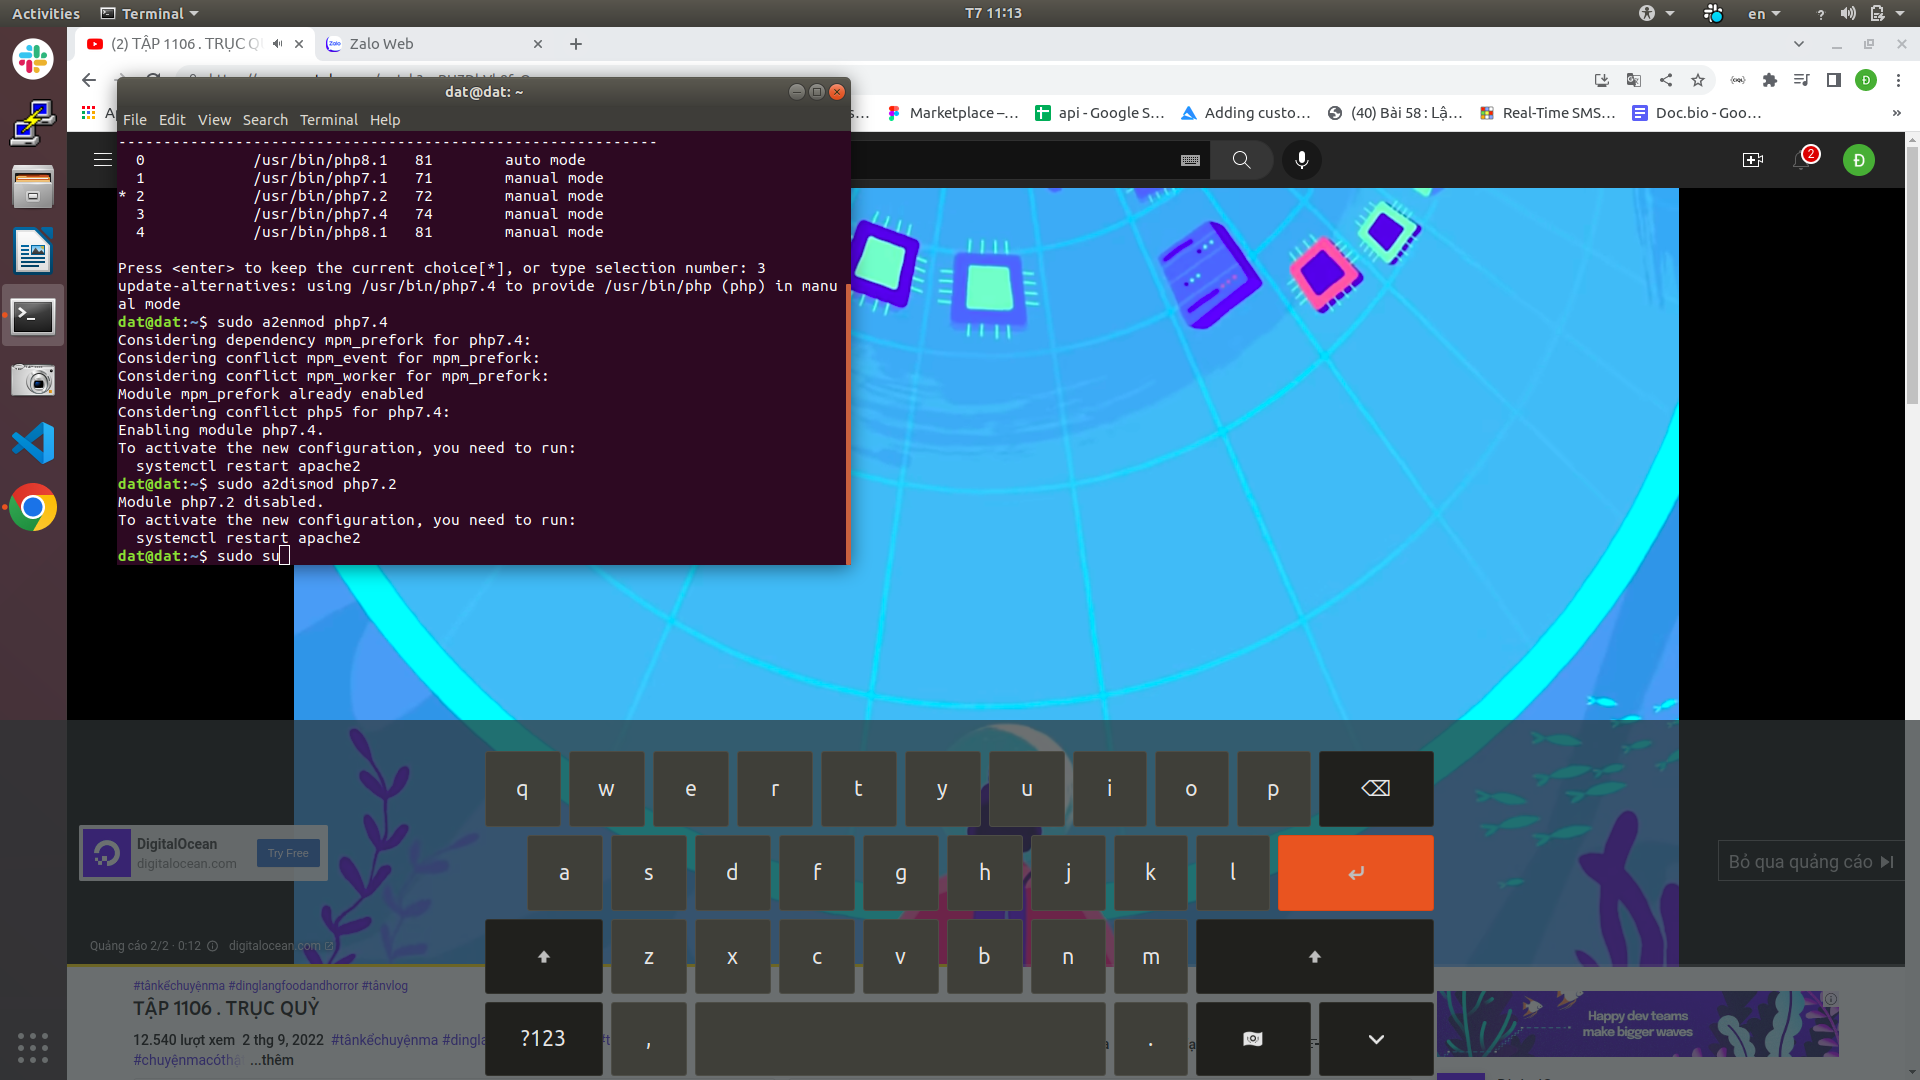 Activities
Terminal
T7 11:13
en
?
(2) TẬP 1106 . TRỤC Q
Zalo
Zalo Web
Đ
Marketplace –…
api - Google S…
Adding custo…
(40) Bài 58 : Lậ…
Real-Time SMS…
Doc.bio - Goo…
»
dat@dat: ~
File Edit View Search Terminal Help
------------------------------------------------------------
0 /usr/bin/php8.1 81 auto mode
1 /usr/bin/php7.1 71 manual mode
* 2 /usr/bin/php7.2 72 manual mode
3 /usr/bin/php7.4 74 manual mode
4 /usr/bin/php8.1 81 manual mode
Press <enter> to keep the current choice[*], or type selection number: 3
update-alternatives: using /usr/bin/php7.4 to provide /usr/bin/php (php) in manu
al mode
dat@dat:~$ sudo a2enmod php7.4
Considering dependency mpm_prefork for php7.4:
Considering conflict mpm_event for mpm_prefork:
Considering conflict mpm_worker for mpm_prefork:
Module mpm_prefork already enabled
Considering conflict php5 for php7.4:
Enabling module php7.4.
To activate the new configuration, you need to run:
systemctl restart apache2
dat@dat:~$ sudo a2dismod php7.2
Module php7.2 disabled.
To activate the new configuration, you need to run:
systemctl restart apache2
dat@dat:~$ sudo su
2
Đ
q w e r t y u i o p
a s d f g h j k l
z x c v b n m
?123 , .
DigitalOcean
digitalocean.com
Try Free
Bỏ qua quảng cáo
Quảng cáo 2/2 · 0:12
digitalocean.com
#tânkểchuyệnma #dinglangfoodandhorror #tânvlog
TẬP 1106 . TRỤC QUỶ
12.540 lượt xem 2 thg 9, 2022 #tânkểchuyệnma #dingla
#chuyệnmacóthậ ...thêm
Happy dev teams
make bigger waves